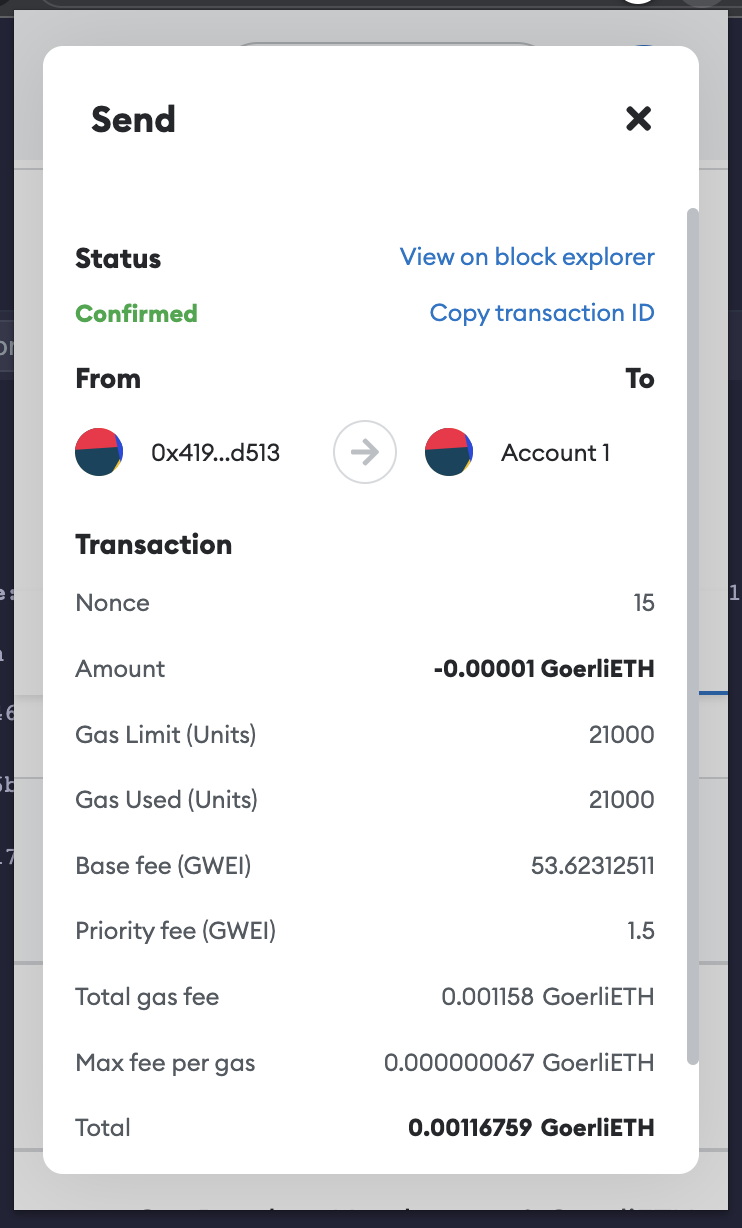 Send
Status View on block explorer
Confirmed Copy transaction ID
From To
0x419...d513 Account 1
Transaction
Nonce 15
Amount -0.00001 GoerliETH
Gas Limit (Units) 21000
Gas Used (Units) 21000
Base fee (GWEI) 53.62312511
Priority fee (GWEI) 1.5
Total gas fee 0.001158 GoerliETH
Max fee per gas 0.000000067 GoerliETH
Total 0.00116759 GoerliETH